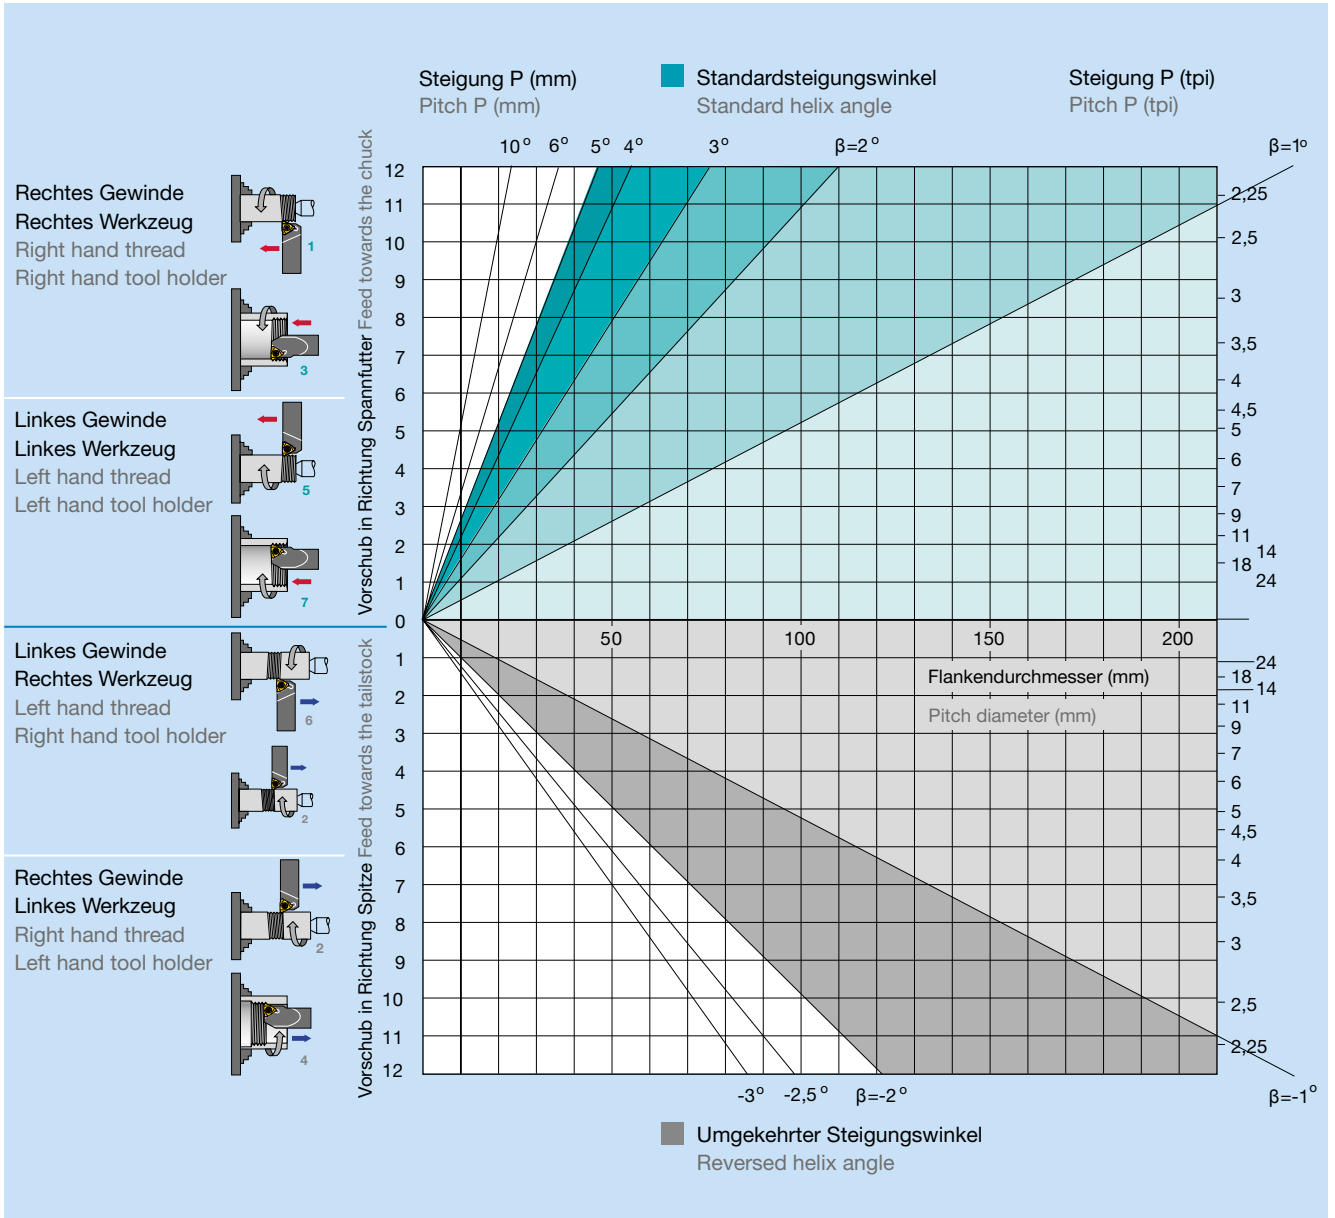 Steigung P (mm)
Pitch P (mm)
Standardsteigungswinkel
Standard helix angle
Steigung P (tpi)
Pitch P (tpi)
10° 6° 5° 4° 3° β=2° β=1°
Rechtes Gewinde
Rechtes Werkzeug
Right hand thread
Right hand tool holder
1
3
Linkes Gewinde
Linkes Werkzeug
Left hand thread
Left hand tool holder
5
7
Linkes Gewinde
Rechtes Werkzeug
Left hand thread
Right hand tool holder
6
2
Rechtes Gewinde
Linkes Werkzeug
Right hand thread
Left hand tool holder
2
4
Vorschub in Richtung Spannfutter Feed towards the chuck
Vorschub in Richtung Spitze Feed towards the tailstock
12
11
10
9
8
7
6
5
4
3
2
1
0
1
2
3
4
5
6
7
8
9
10
11
12
50 100 150 200
Flankendurchmesser (mm)
Pitch diameter (mm)
2,25
2,5
3
3,5
4
4,5
5
6
7
9
11
14
18
24
24
18
14
11
9
7
6
5
4,5
4
3,5
3
2,5
2,25
-3° -2,5° β=-2° β=-1°
Umgekehrter Steigungswinkel
Reversed helix angle